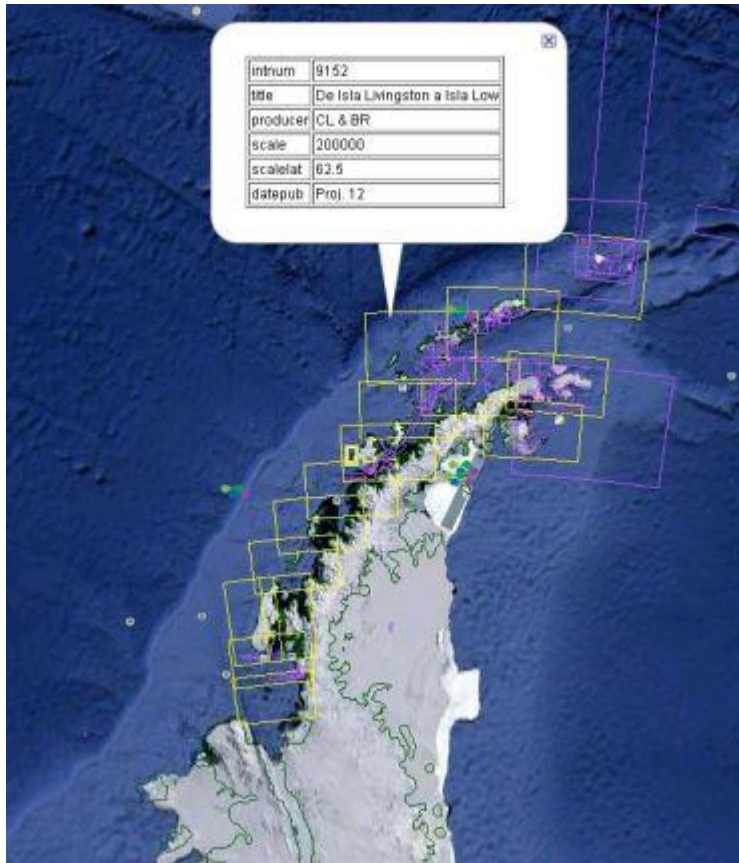 intnum 9152
title De Isla Livingston a Isla Low
producer CL & BR
scale 200000
scalelat 62.5
datepub Proj. 12